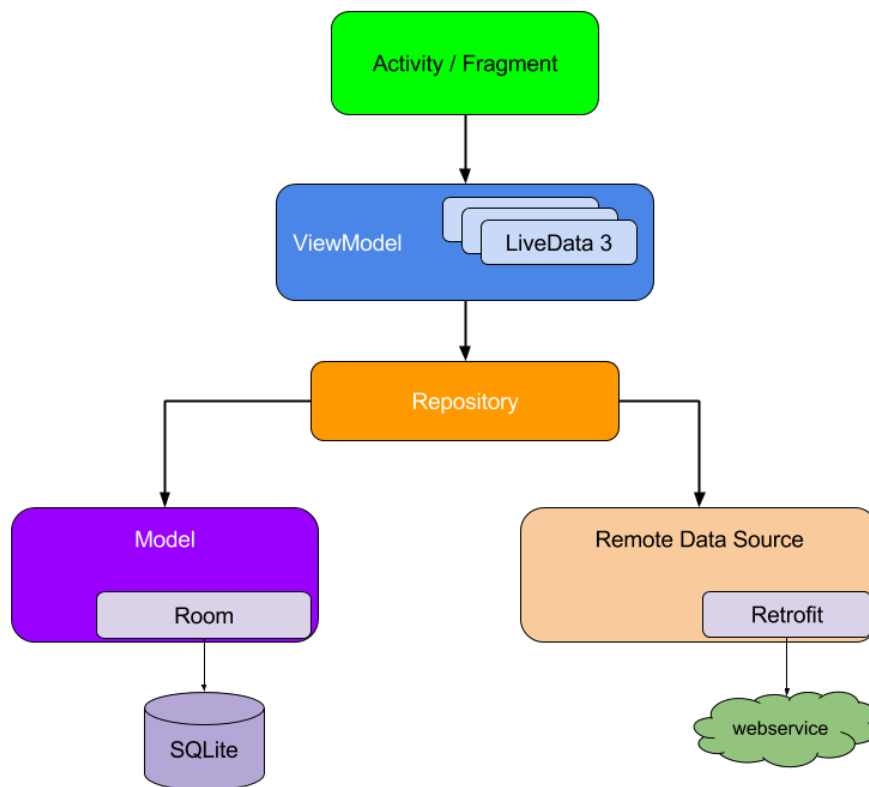 Activity / Fragment
ViewModel
LiveData 3
Repository
Model
Remote Data Source
Room
Retrofit
SQLite
webservice